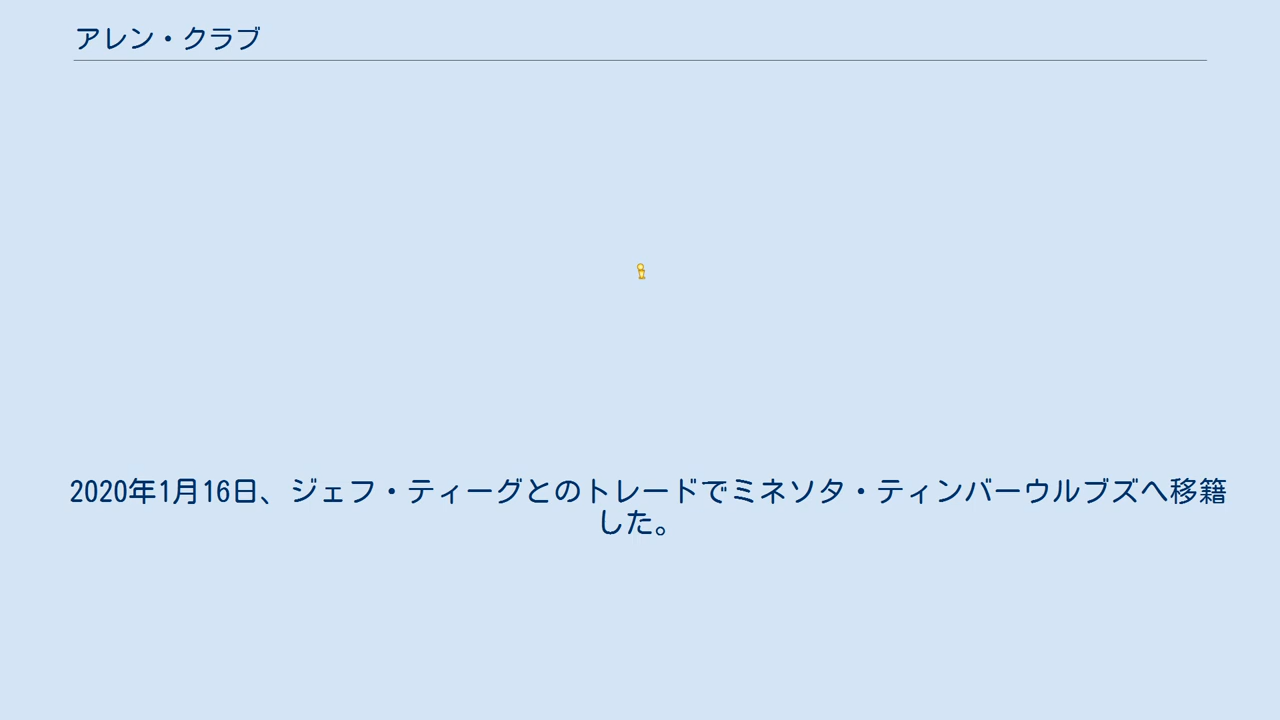 アレン・クラブ
2020年1月16日、ジェフ・ティーグとのトレードでミネソタ・ティンバーウルブズへ移籍
した。